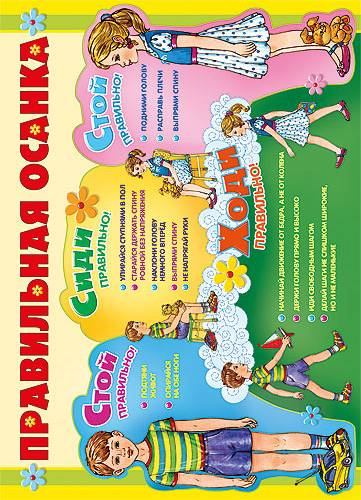 ПРАВИЛЬНАЯ ОСАНКА
Стой
ПРАВИЛЬНО!
ПОДНИМИ ГОЛОВУ
РАСПРАВЬ ПЛЕЧИ
ВЫПРЯМИ СПИНУ
Сиди
ПРАВИЛЬНО!
УПИРАЙСЯ СТУПНЯМИ В ПОЛ
СТАРАЙСЯ ДЕРЖАТЬ СПИНУ
РОВНОЙ БЕЗ НАПРЯЖЕНИЯ
НАКЛОНИ ГОЛОВУ
НЕМНОГО ВПЕРЕД
ВЫПРЯМИ СПИНУ
НЕ НАПРЯГАЙ РУКИ
Стой
ПРАВИЛЬНО!
ПОДТЯНИ
ЖИВОТ
ОПИРАЙСЯ
НА ОБЕ НОГИ
Ходи
ПРАВИЛЬНО!
НАЧИНАЙ ДВИЖЕНИЕ ОТ БЕДРА, А НЕ ОТ КОЛЕНА
ДЕРЖИ ГОЛОВУ ПРЯМО И ВЫСОКО
ИДИ СВОБОДНЫМ ШАГОМ
ДЕЛАЙ ШАГИ НЕ СЛИШКОМ ШИРОКИЕ,
НО И НЕ МАЛЕНЬКИЕ